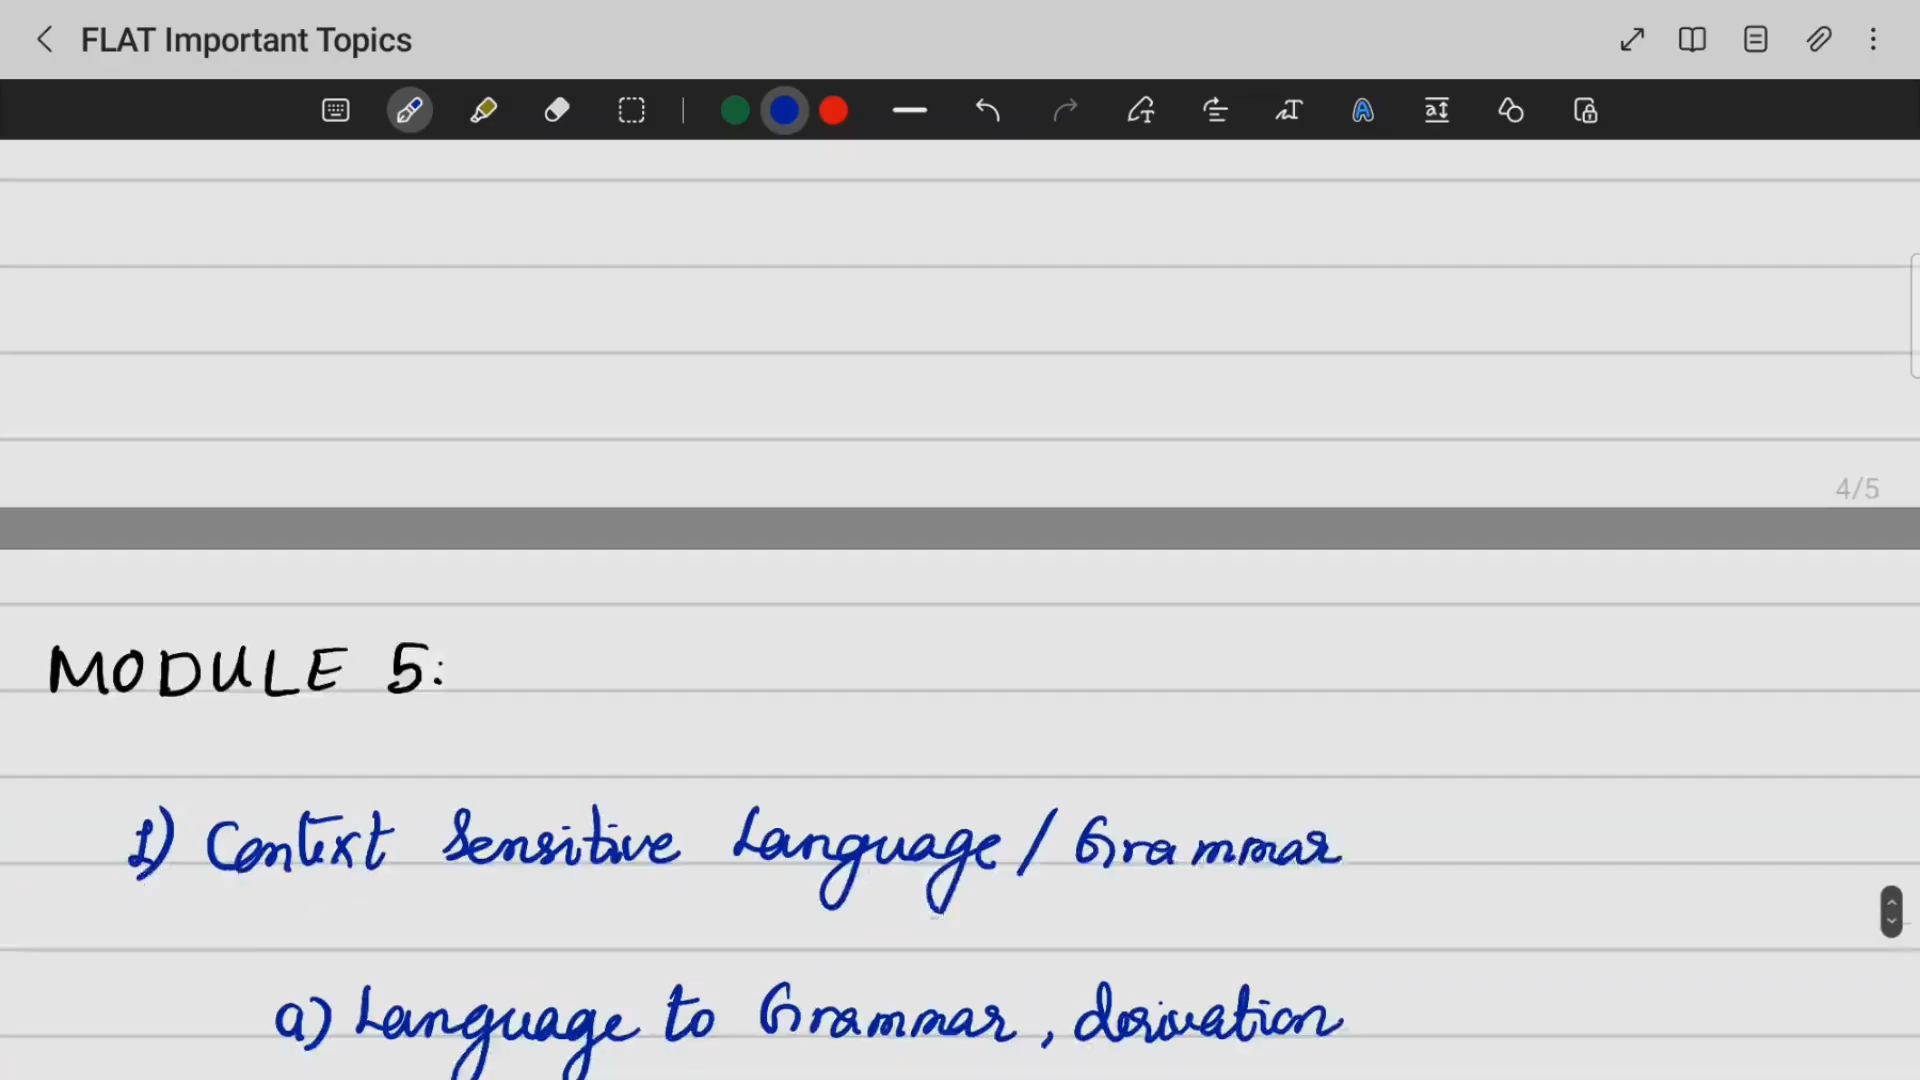 FLAT Important Topics
4/5
MODULE 5:
1) Context Sensitive Language / Grammar
a) Language to Grammar, derivation